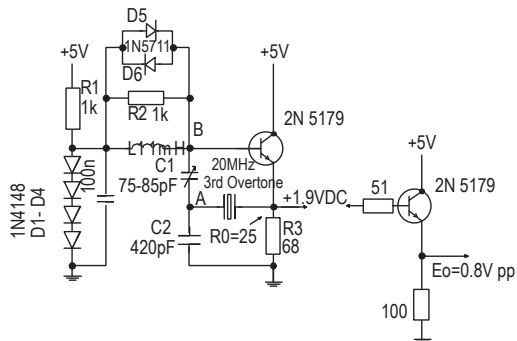 D5
+5V
1N5711
+5V
D6
R1
1k
R2 1k
2N 5179
B
+5V
L1 1mH
C1
75-85pF
20MHz
3rd Overtone
100n
1N4148
D1- D4
A
+1.9VDC
51
2N 5179
C2
420pF
R0=25
R3
68
Eo=0.8V pp
100